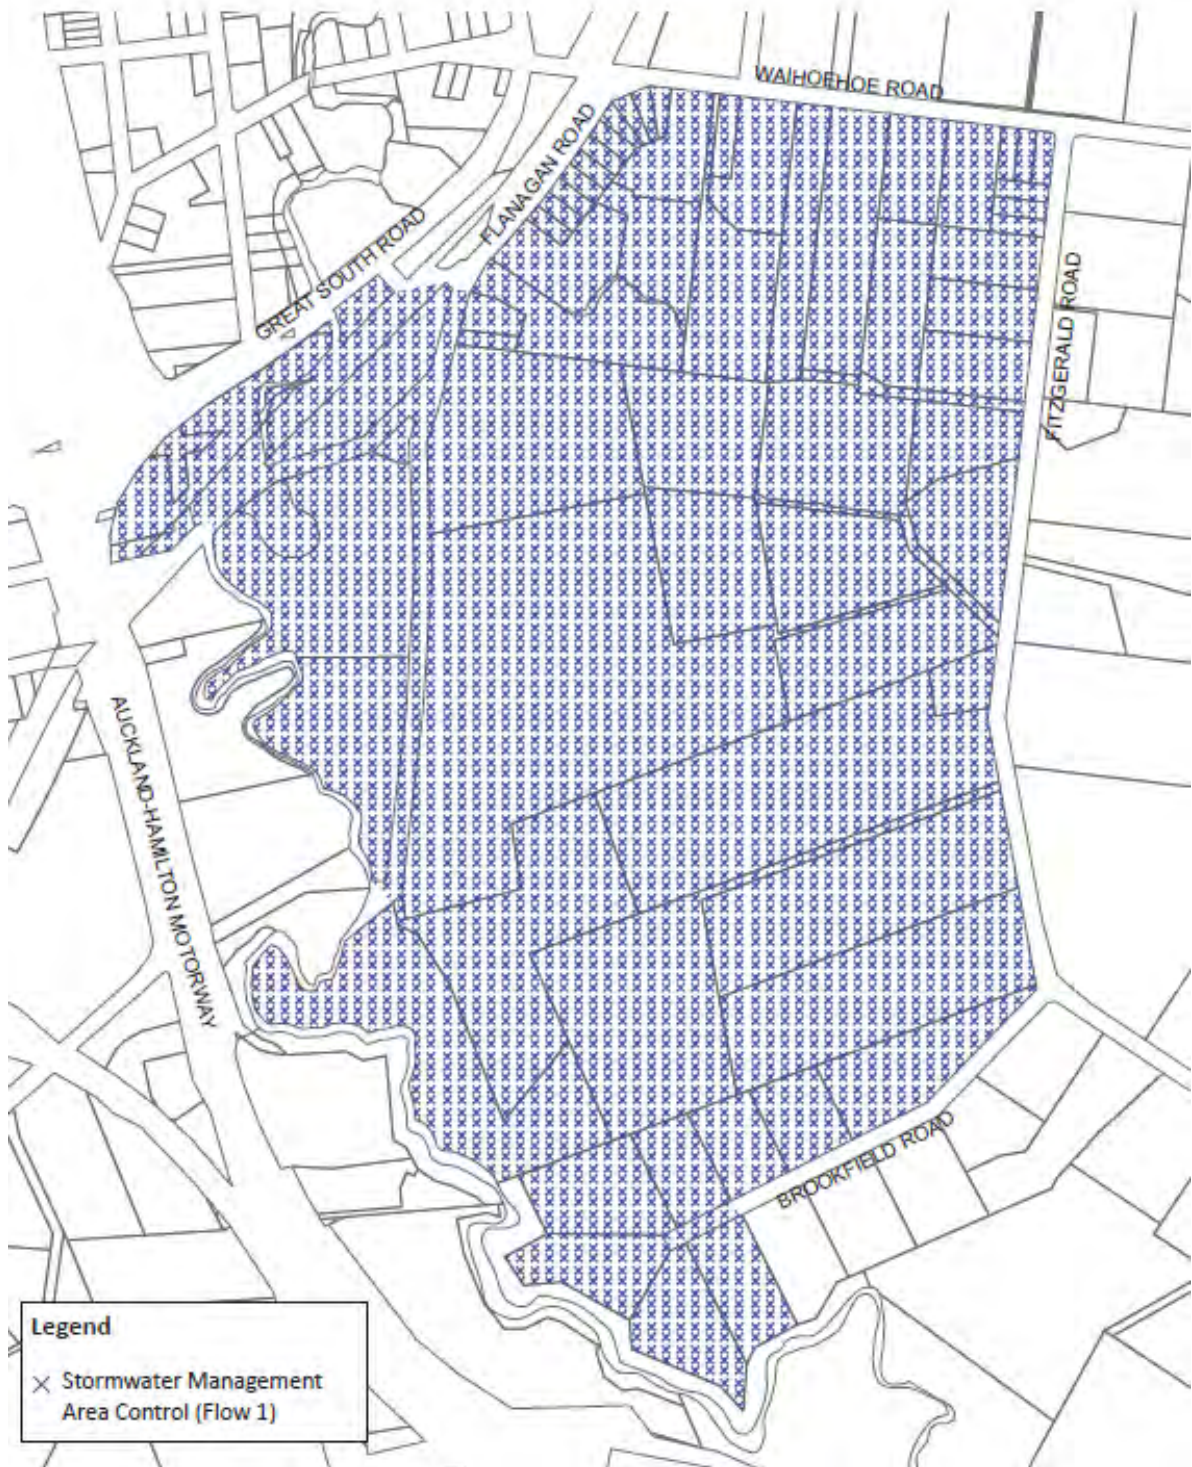 WAIHOEHOE ROAD
FLANAGAN ROAD
GREAT SOUTH ROAD
FITZGERALD ROAD
AUCKLAND-HAMILTON MOTORWAY
BROOKFIELD ROAD
Legend
Stormwater Management
Area Control (Flow 1)